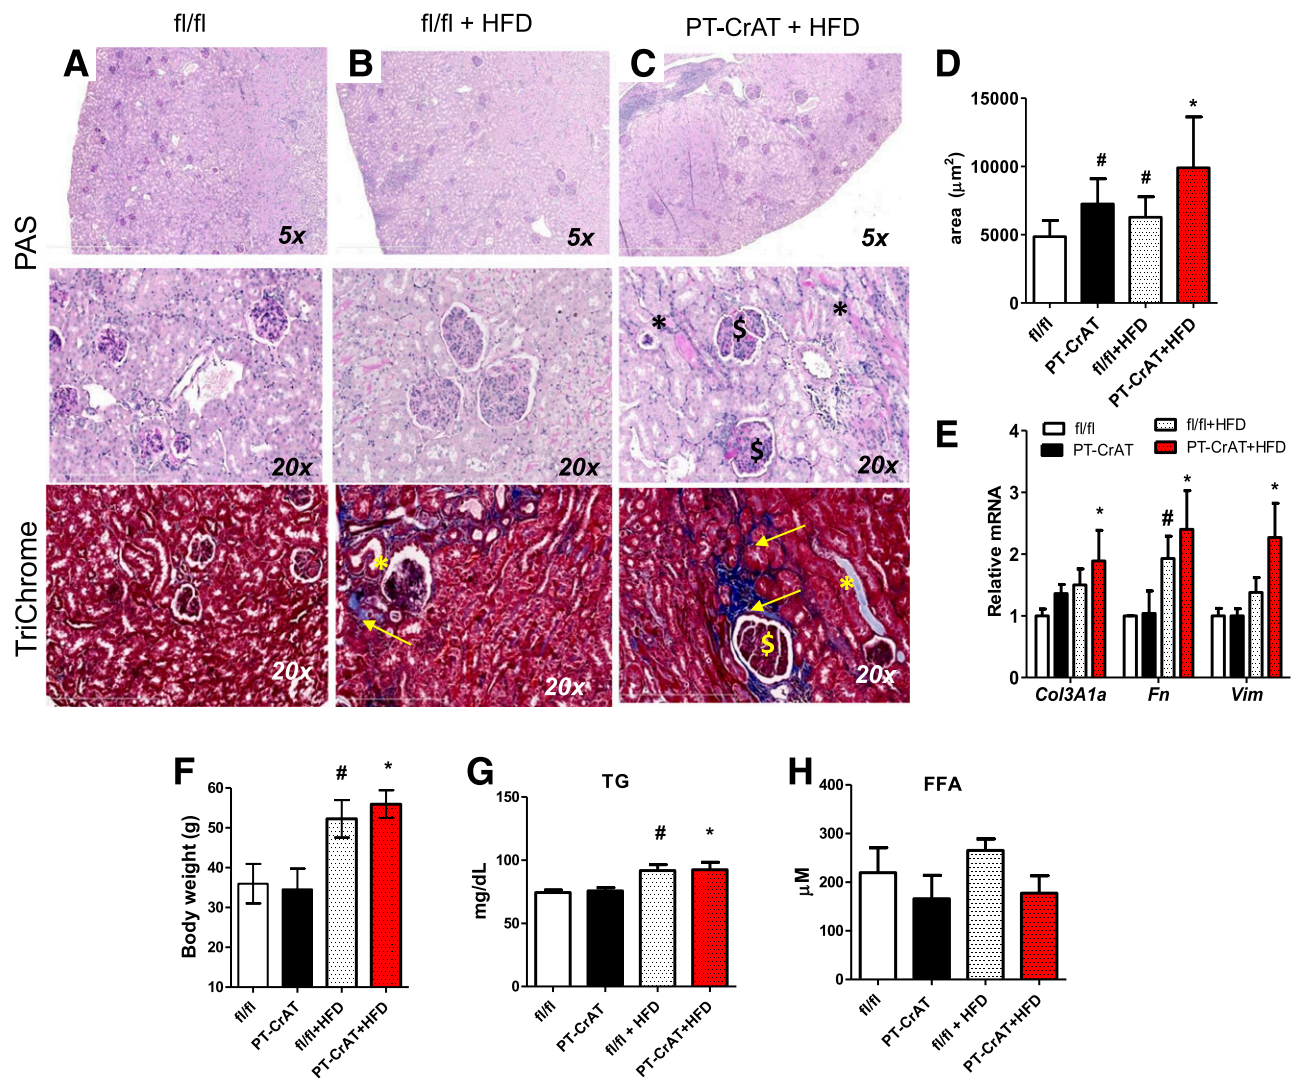 fl/fl
fl/fl + HFD
PT-CrAT + HFD
A
B
C
D
PAS
5x
5x
5x
*
*
$
$
20x
20x
20x
TriChrome
*
*
$
20x
20x
20x
area (μm²)
15000
10000
5000
0
#
#
*
fl/fl
PT-CrAT
fl/fl+HFD
PT-CrAT+HFD
E
fl/fl
fl/fl+HFD
PT-CrAT
PT-CrAT+HFD
Relative mRNA
4
3
2
1
0
*
#
*
*
Col3A1a
Fn
Vim
F
Body weight (g)
60
50
40
30
20
10
#
*
fl/fl
PT-CrAT
fl/fl+HFD
PT-CrAT+HFD
G
TG
mg/dL
150
100
50
0
#
*
fl/fl
PT-CrAT
fl/fl + HFD
PT-CrAT+HFD
H
FFA
μM
400
300
200
100
0
fl/fl
PT-CrAT
fl/fl + HFD
PT-CrAT+HFD